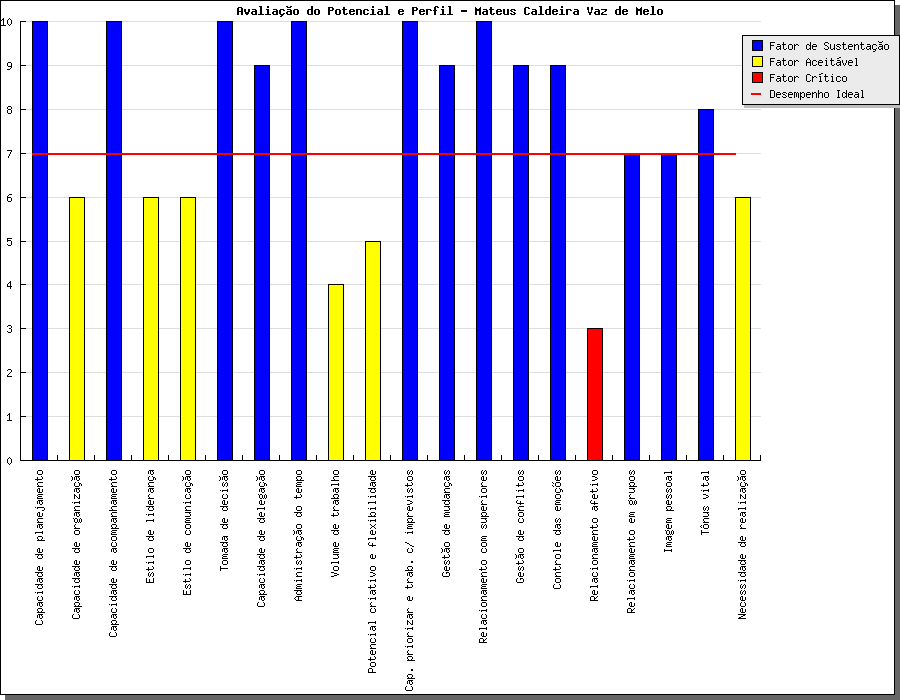 Avaliação do Potencial e Perfil - Mateus Caldeira Vaz de Melo
Fator de Sustentação
Fator Aceitável
Fator Crítico
Desempenho Ideal
10
9
8
7
6
5
4
3
2
1
0
Capacidade de planejamento
Capacidade de organização
Capacidade de acompanhamento
Estilo de liderança
Estilo de comunicação
Tomada de decisão
Capacidade de delegação
Administração do tempo
Volume de trabalho
Potencial criativo e flexibilidade
Cap. priorizar e trab. c/ imprevistos
Gestão de mudanças
Relacionamento com superiores
Gestão de conflitos
Controle das emoções
Relacionamento afetivo
Relacionamento em grupos
Imagem pessoal
Tônus vital
Necessidade de realização